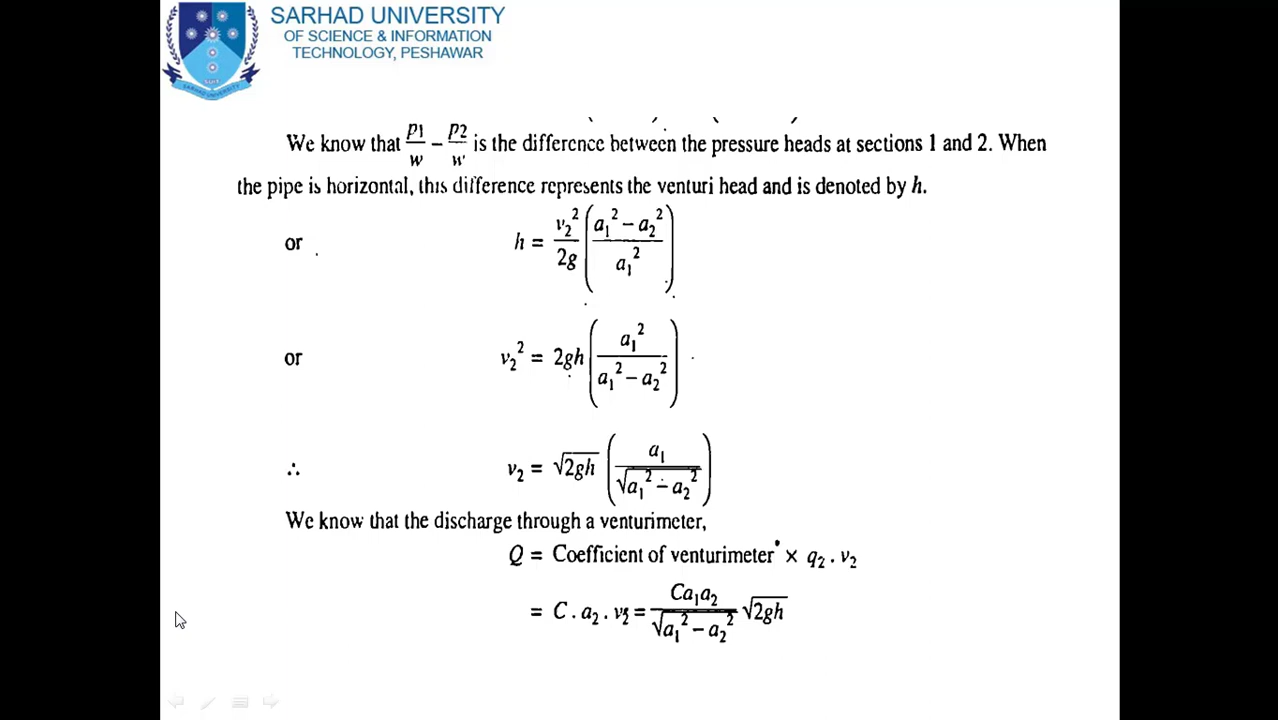 SARHAD UNIVERSITY
OF SCIENCE & INFORMATION
TECHNOLOGY, PESHAWAR
SUIT
We know that p1/w − p2/w is the difference between the pressure heads at sections 1 and 2. When
the pipe is horizontal, this difference represents the venturi head and is denoted by h.
or h = v₂²/2g ((a₁² − a₂²)/a₁²)
or v₂² = 2gh (a₁²/(a₁² − a₂²))
∴ v₂ = √2gh (a₁/√(a₁² − a₂²))
We know that the discharge through a venturimeter,
Q = Coefficient of venturimeter* × q₂ . v₂
= C . a₂ . v₂ = Ca₁a₂/√(a₁² − a₂²) √2gh